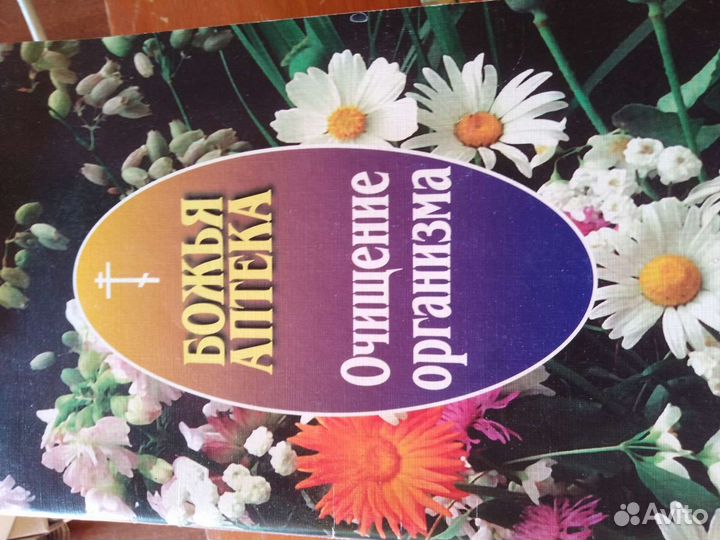 БОЖЬЯ
АПТЕКА
Очищение
организма
Avito